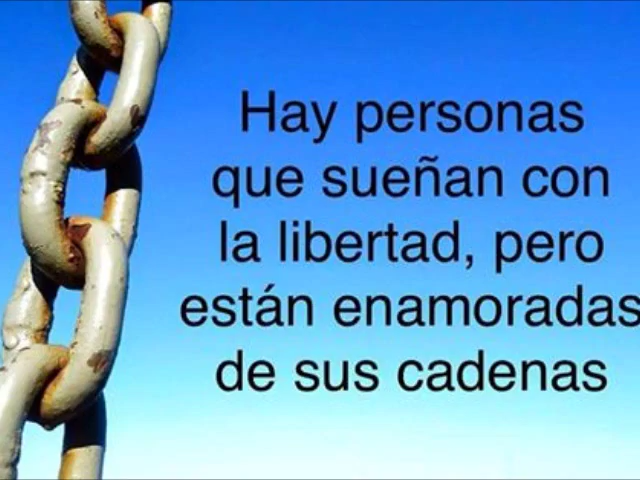 Hay personas
que sueñan con
la libertad, pero
están enamoradas
de sus cadenas